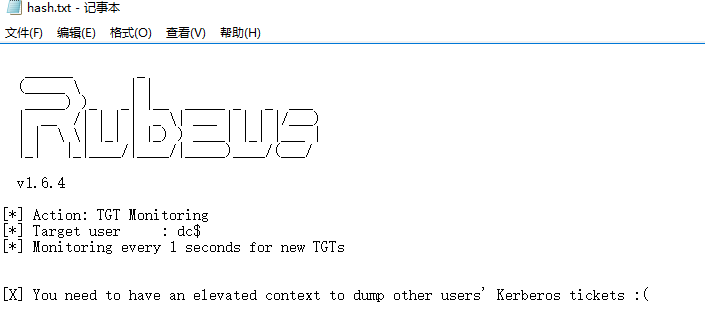 hash.txt - 记事本
文件(F) 编辑(E) 格式(O) 查看(V) 帮助(H)
Rubeus
v1.6.4
[*] Action: TGT Monitoring
[*] Target user     : dc$
[*] Monitoring every 1 seconds for new TGTs
[X] You need to have an elevated context to dump other users' Kerberos tickets :(